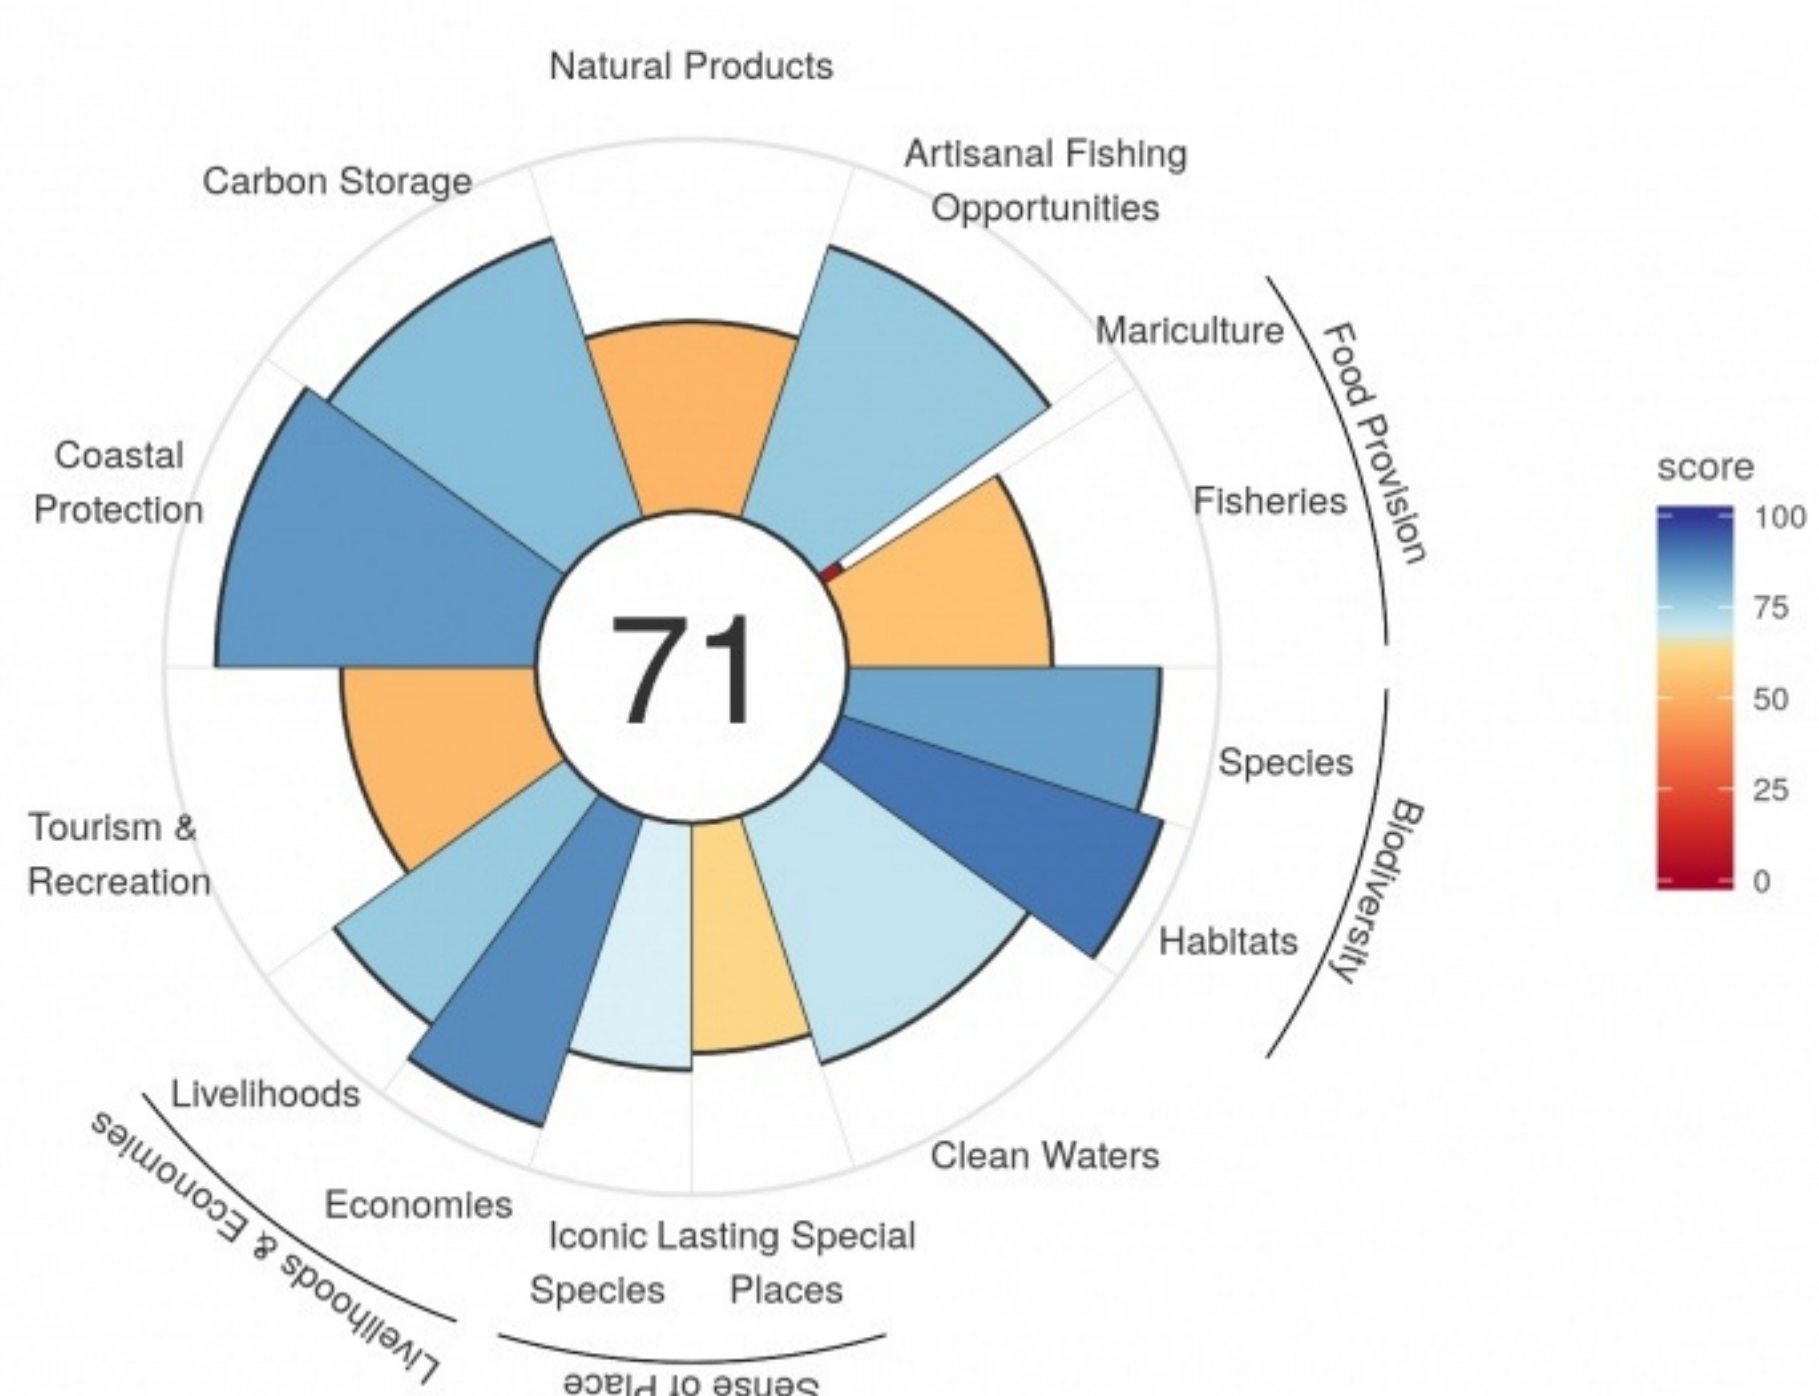 Natural Products
Artisanal Fishing
Opportunities
Carbon Storage
Mariculture
Food Provision
Fisheries
Coastal
Protection
71
score
100
75
50
25
0
Species
Biodiversity
Habitats
Tourism &
Recreation
Livelihoods
Livelihoods & Economies
Economies
Clean Waters
Iconic
Species
Lasting Special
Places
Sense of Place